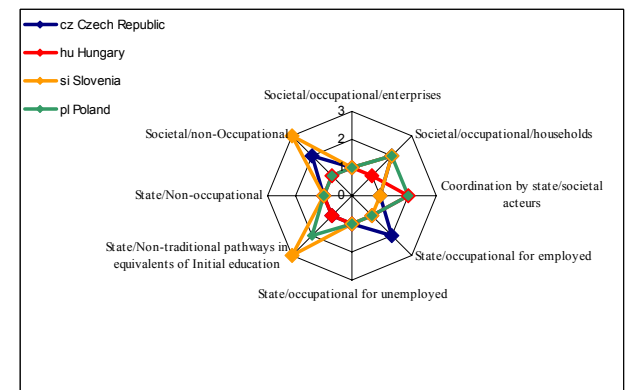 cz Czech Republic
hu Hungary
si Slovenia
pl Poland
Societal/occupational/enterprises
3
Societal/non-Occupational
2
Societal/occupational/households
State/Non-occupational
0
Coordination by state/societal
acteurs
State/Non-traditional pathways in
equivalents of Initial education
State/occupational for employed
State/occupational for unemployed